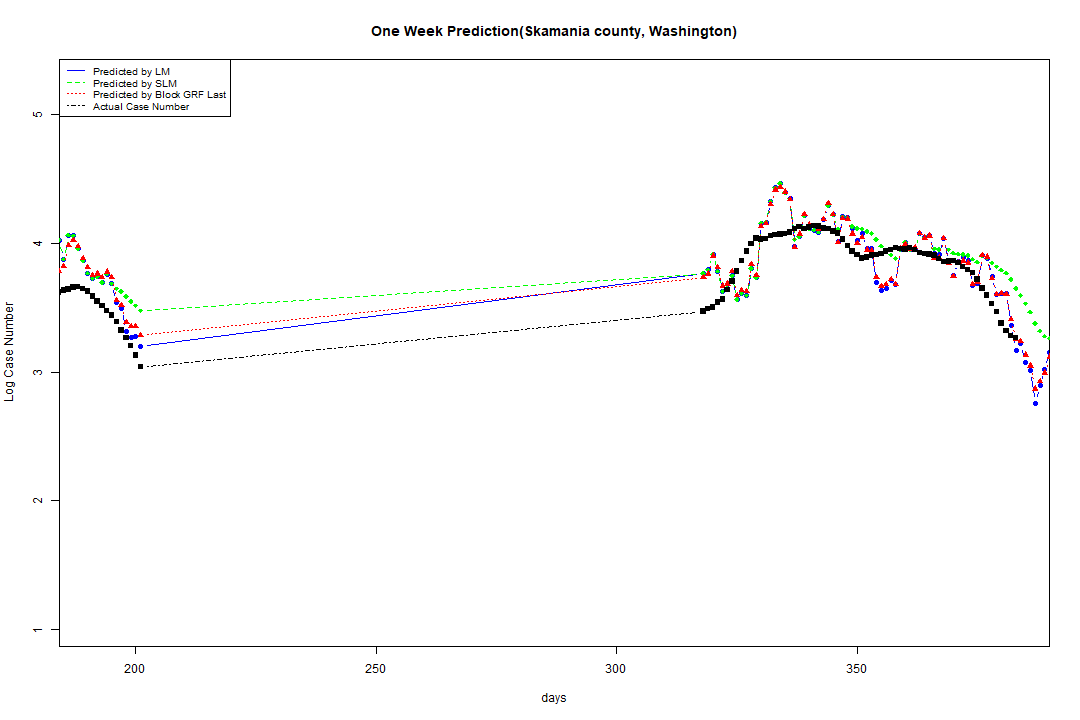 One Week Prediction(Skamania county, Washington)
Predicted by LM
Predicted by SLM
Predicted by Block GRF Last
Actual Case Number
5
4
3
2
1
Log Case Number
200 250 300 350
days